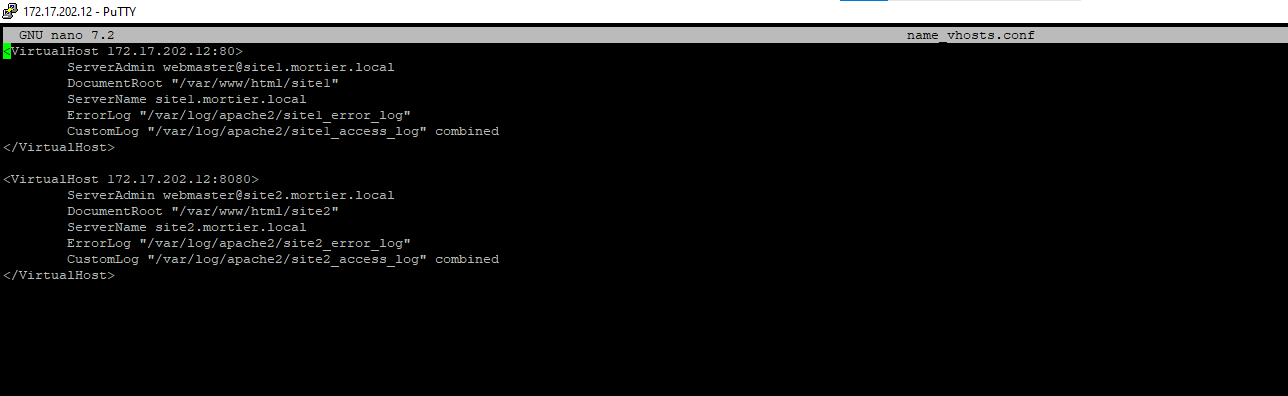 172.17.202.12 - PuTTY
GNU nano 7.2 name_vhosts.conf
<VirtualHost 172.17.202.12:80>
ServerAdmin webmaster@site1.mortier.local
DocumentRoot "/var/www/html/site1"
ServerName site1.mortier.local
ErrorLog "/var/log/apache2/site1_error_log"
CustomLog "/var/log/apache2/site1_access_log" combined
</VirtualHost>
<VirtualHost 172.17.202.12:8080>
ServerAdmin webmaster@site2.mortier.local
DocumentRoot "/var/www/html/site2"
ServerName site2.mortier.local
ErrorLog "/var/log/apache2/site2_error_log"
CustomLog "/var/log/apache2/site2_access_log" combined
</VirtualHost>